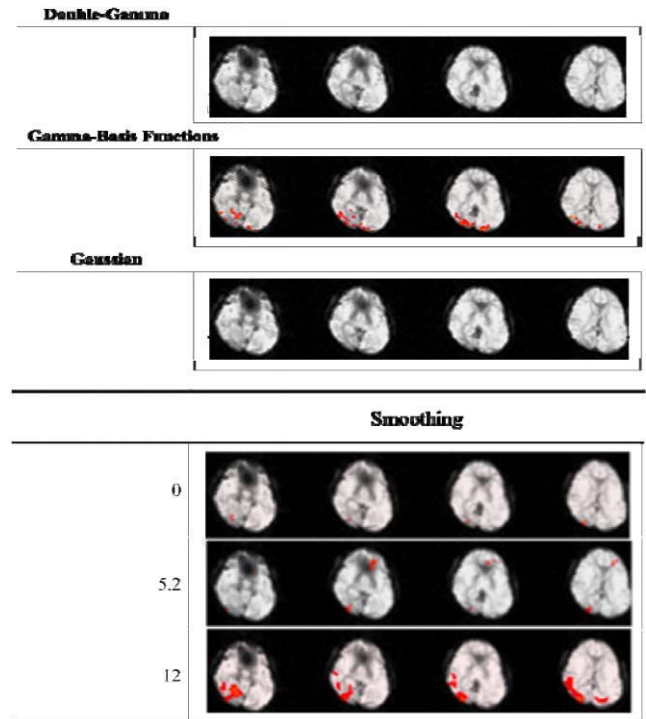 Double-Gamma
Gamma-Basis Functions
Gaussian
Smoothing
0
5.2
12